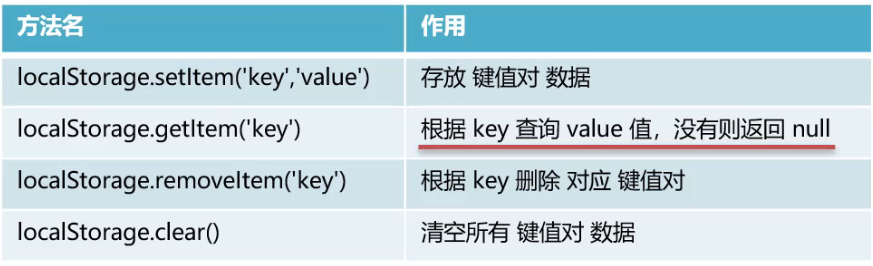 方法名 作用
localStorage.setItem('key','value') 存放 键值对 数据
localStorage.getItem('key') 根据 key 查询 value 值，没有则返回 null
localStorage.removeItem('key') 根据 key 删除 对应 键值对
localStorage.clear() 清空所有 键值对 数据